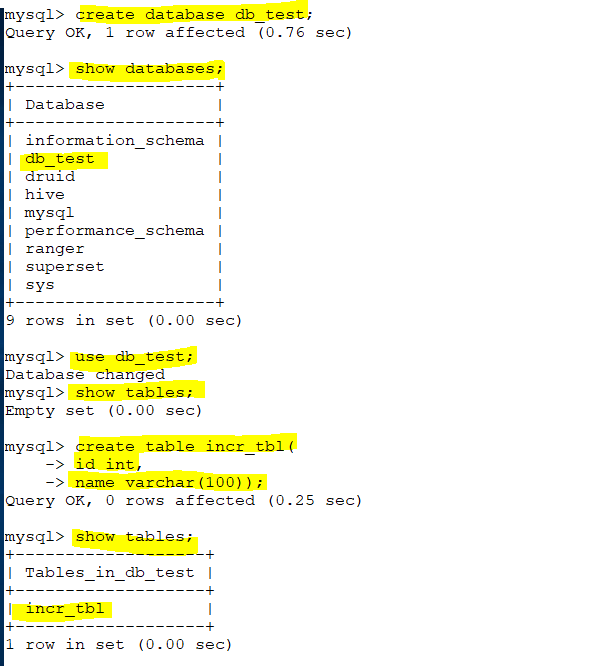 mysql> create database db_test;
Query OK, 1 row affected (0.76 sec)
mysql> show databases;
+--------------------+
| Database           |
+--------------------+
| information_schema |
| db_test            |
| druid              |
| hive               |
| mysql              |
| performance_schema |
| ranger             |
| superset           |
| sys                |
+--------------------+
9 rows in set (0.00 sec)
mysql> use db_test;
Database changed
mysql> show tables;
Empty set (0.00 sec)
mysql> create table incr_tbl(
    -> id int,
    -> name varchar(100));
Query OK, 0 rows affected (0.25 sec)
mysql> show tables;
+-------------------+
| Tables_in_db_test |
+-------------------+
| incr_tbl          |
+-------------------+
1 row in set (0.00 sec)